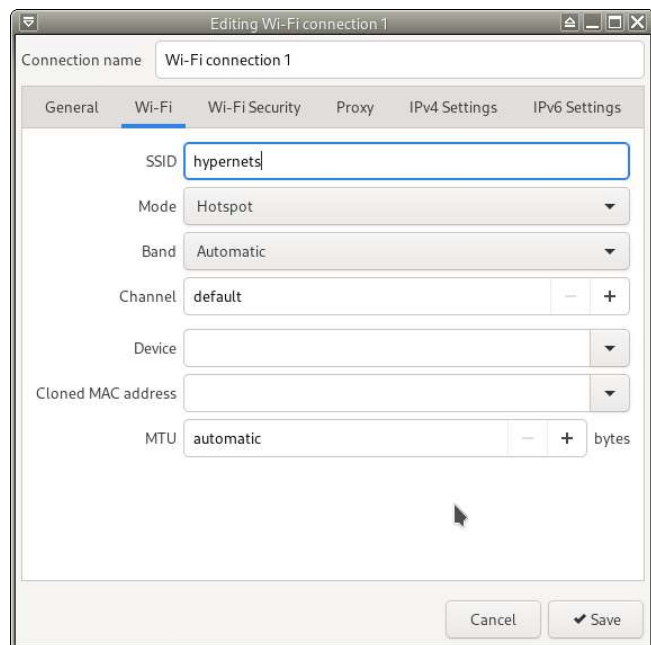 Editing Wi-Fi connection 1
Connection name Wi-Fi connection 1
General Wi-Fi Wi-Fi Security Proxy IPv4 Settings IPv6 Settings
SSID hypernets
Mode Hotspot
Band Automatic
Channel default
Device
Cloned MAC address
MTU automatic bytes
Cancel Save